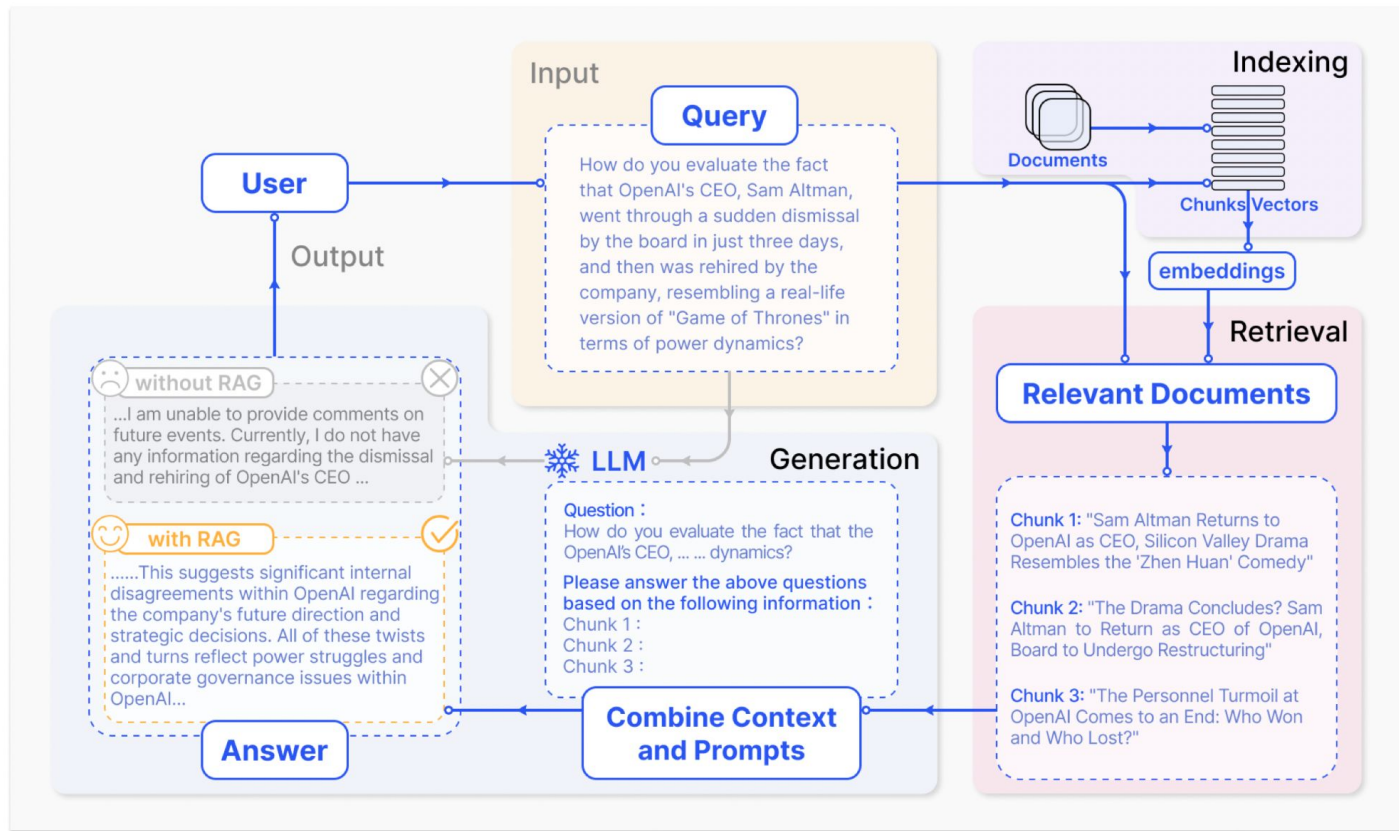 Input
Query
How do you evaluate the fact
that OpenAI's CEO, Sam Altman,
went through a sudden dismissal
by the board in just three days,
and then was rehired by the
company, resembling a real-life
version of "Game of Thrones" in
terms of power dynamics?
Indexing
Documents
Chunks Vectors
embeddings
User
Output
Retrieval
Relevant Documents
Chunk 1: "Sam Altman Returns to
OpenAI as CEO, Silicon Valley Drama
Resembles the 'Zhen Huan' Comedy"
Chunk 2: "The Drama Concludes? Sam
Altman to Return as CEO of OpenAI,
Board to Undergo Restructuring"
Chunk 3: "The Personnel Turmoil at
OpenAI Comes to an End: Who Won
and Who Lost?"
Generation
LLM
Question :
How do you evaluate the fact that the
OpenAI's CEO, ... ... dynamics?
Please answer the above questions
based on the following information :
Chunk 1 :
Chunk 2 :
Chunk 3 :
Combine Context
and Prompts
without RAG
...I am unable to provide comments on
future events. Currently, I do not have
any information regarding the dismissal
and rehiring of OpenAI's CEO ...
with RAG
......This suggests significant internal
disagreements within OpenAI regarding
the company's future direction and
strategic decisions. All of these twists
and turns reflect power struggles and
corporate governance issues within
OpenAI...
Answer